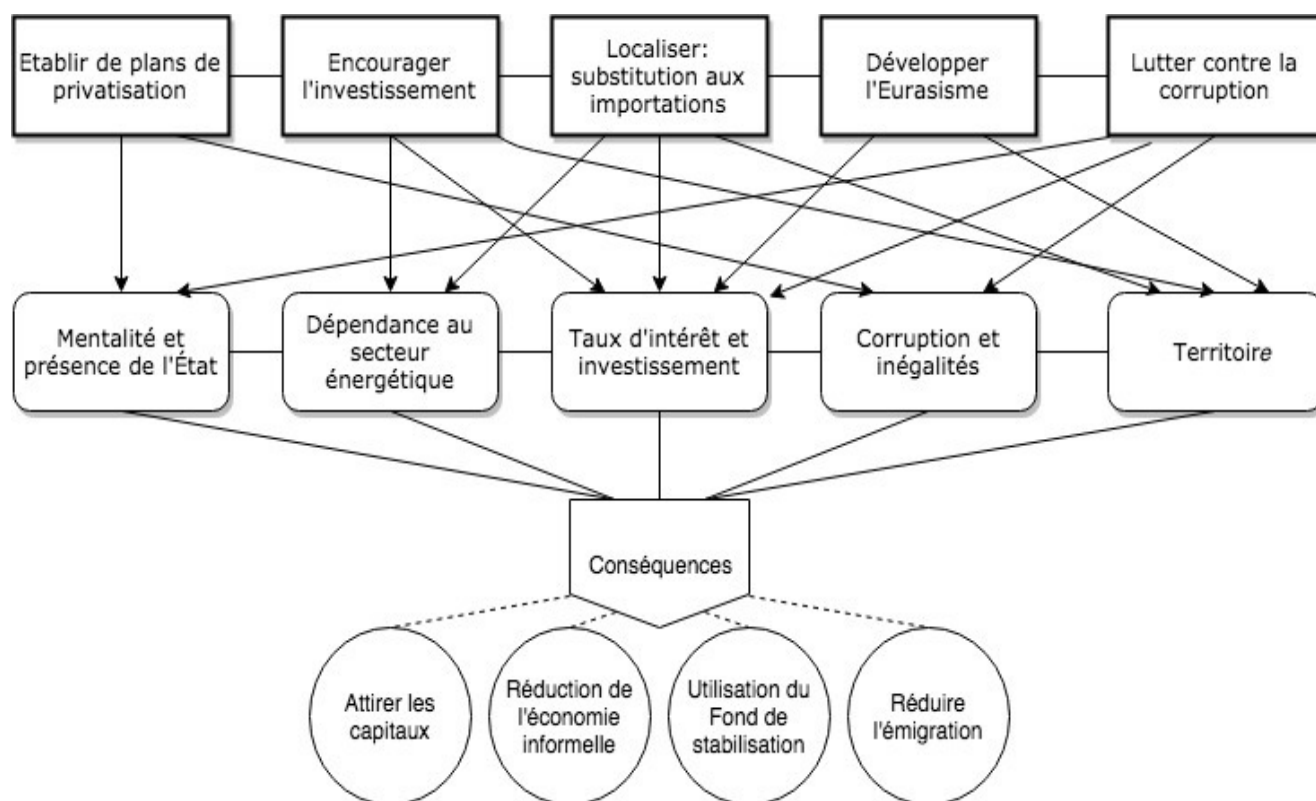 Etablir de plans de
privatisation
Encourager
l'investissement
Localiser:
substitution aux
importations
Développer
l'Eurasisme
Lutter contre la
corruption
Mentalité et
présence de l'État
Dépendance au
secteur
énergétique
Taux d'intérêt et
investissement
Corruption et
inégalités
Territoire
Conséquences
Attirer les
capitaux
Réduction de
l'économie
informelle
Utilisation du
Fond de
stabilisation
Réduire
l'émigration